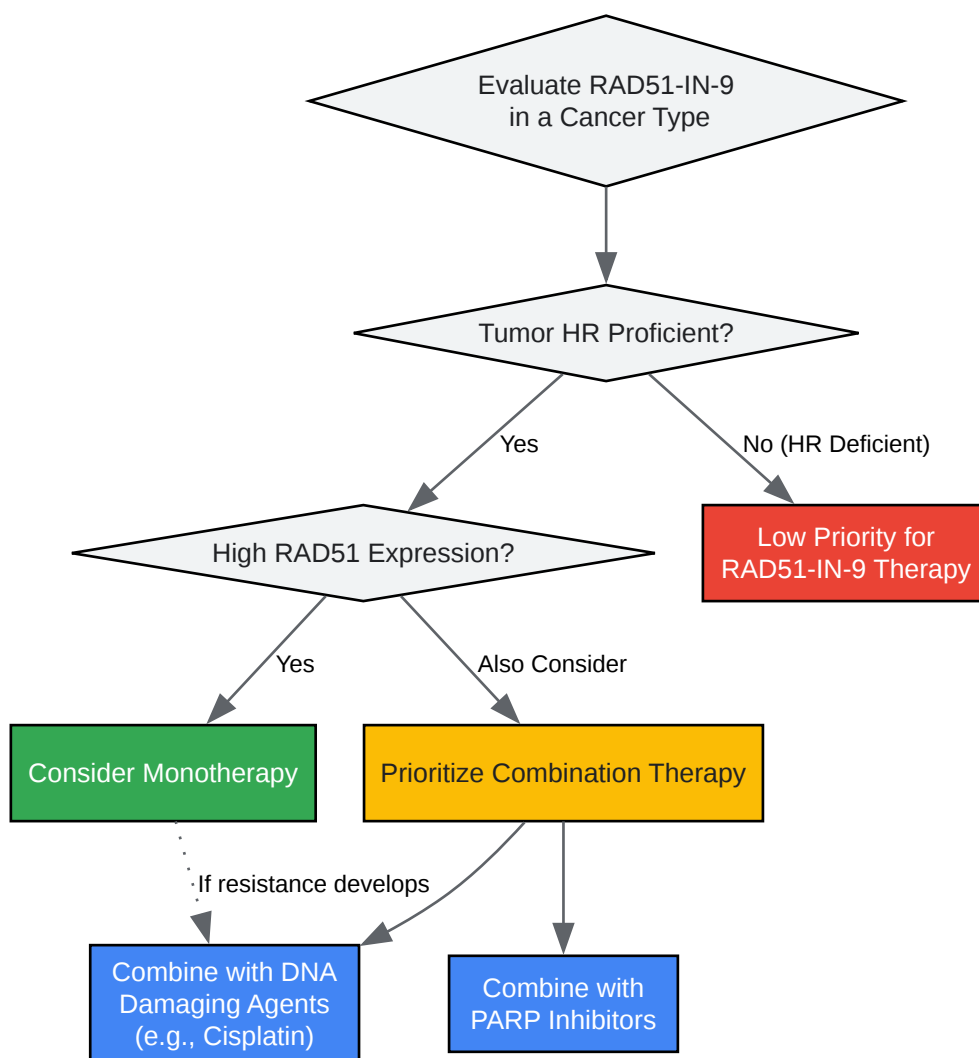 Evaluate RAD51-IN-9
in a Cancer Type
Tumor HR Proficient?
Yes
No (HR Deficient)
High RAD51 Expression?
Low Priority for
RAD51-IN-9 Therapy
Yes
Also Consider
Consider Monotherapy
Prioritize Combination Therapy
If resistance develops
Combine with DNA
Damaging Agents
(e.g., Cisplatin)
Combine with
PARP Inhibitors